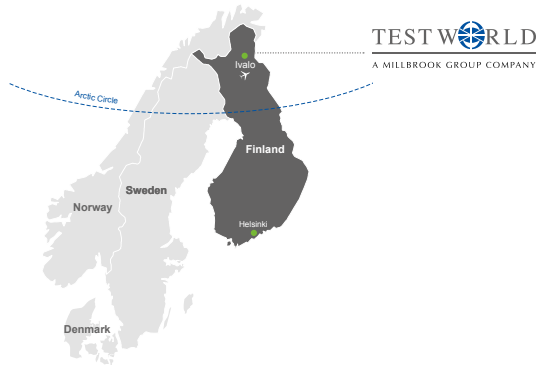 TEST WORLD
A MILLBROOK GROUP COMPANY
Ivalo
Arctic Circle
Finland
Sweden
Norway
Helsinki
Denmark